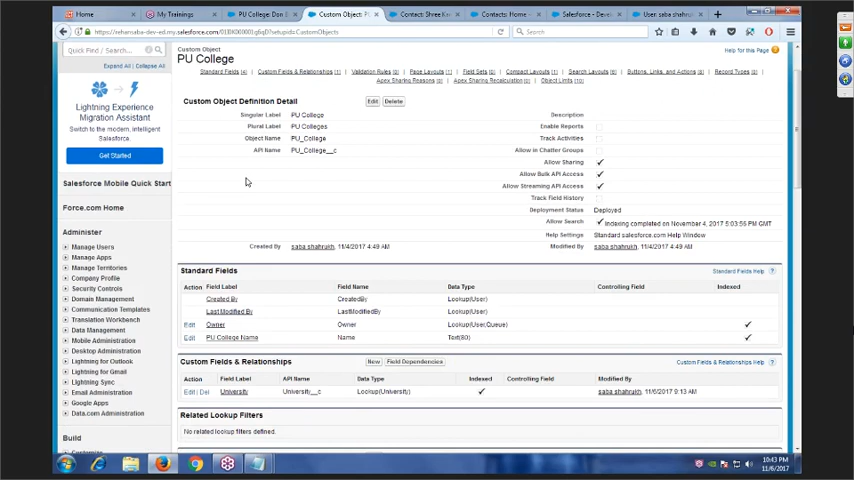 Home
My Trainings
PU College: Don B
Custom Object: P
Contact: Shree Ka
Contacts: Home
Salesforce - Devel
User: saba shahru
Search
Quick Find / Search...
Expand All | Collapse All
Lightning Experience
Migration Assistant
Switch to the modern, intelligent
Salesforce.
Get Started
Salesforce Mobile Quick Start
Force.com Home
Administer
Manage Users
Manage Apps
Manage Territories
Company Profile
Security Controls
Domain Management
Communication Templates
Translation Workbench
Data Management
Mobile Administration
Desktop Administration
Lightning for Outlook
Lightning for Gmail
Lightning Sync
Email Administration
Google Apps
Data.com Administration
Build
Custom Object
PU College
Help for this Page
Standard Fields [4] | Custom Fields & Relationships [1] | Validation Rules [0] | Page Layouts [1] | Field Sets [0] | Compact Layouts [1] | Search Layouts [6] | Buttons, Links, and Actions [8] | Record Types [0] |
Apex Sharing Reasons [0] | Apex Sharing Recalculation [0] | Object Limits [10]
Custom Object Definition Detail
Edit
Delete
Singular Label PU College
Plural Label PU Colleges
Object Name PU_College
API Name PU_College__c
Description
Enable Reports
Track Activities
Allow in Chatter Groups
Allow Sharing
Allow Bulk API Access
Allow Streaming API Access
Track Field History
Deployment Status Deployed
Allow Search Indexing completed on November 4, 2017 5:03:56 PM GMT
Help Settings Standard salesforce.com Help Window
Created By saba shahrukh, 11/4/2017 4:49 AM
Modified By saba shahrukh, 11/4/2017 4:49 AM
Standard Fields
Standard Fields Help
Action Field Label Field Name Data Type Controlling Field Indexed
Created By CreatedBy Lookup(User)
Last Modified By LastModifiedBy Lookup(User)
Edit Owner Owner Lookup(User,Queue)
Edit PU College Name Name Text(80)
Custom Fields & Relationships
New
Field Dependencies
Custom Fields & Relationships Help
Action Field Label API Name Data Type Indexed Controlling Field Modified By
Edit | Del University University__c Lookup(University) saba shahrukh, 11/6/2017 9:13 AM
Related Lookup Filters
No related lookup filters defined.
10:43 PM
11/6/2017